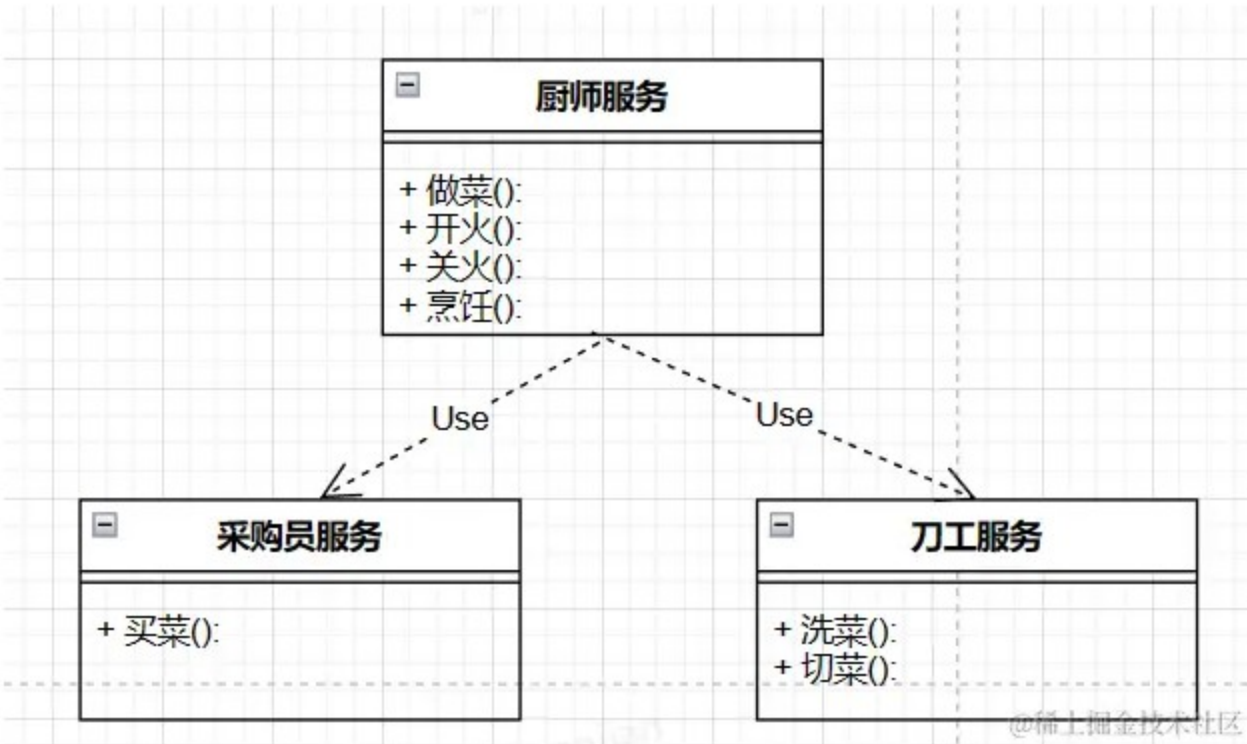 厨师服务
+ 做菜():
+ 开火():
+ 关火():
+ 烹饪():
Use
Use
采购员服务
刀工服务
+ 买菜():
+ 洗菜():
+ 切菜():
@稀土掘金技术社区